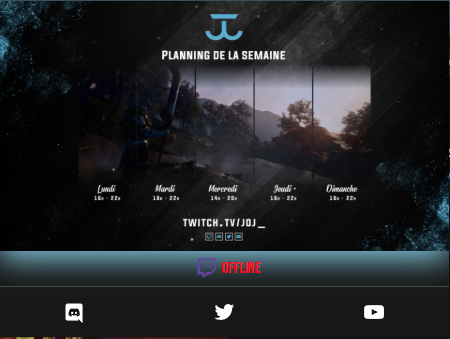 Planning de la semaine
Lundi Mardi Mercredi Jeudi Dimanche
16h - 22h 16h - 22h 14h - 20h 16h - 22h 16h - 22h
TWITCH.TV/JDJ_
OFFLINE